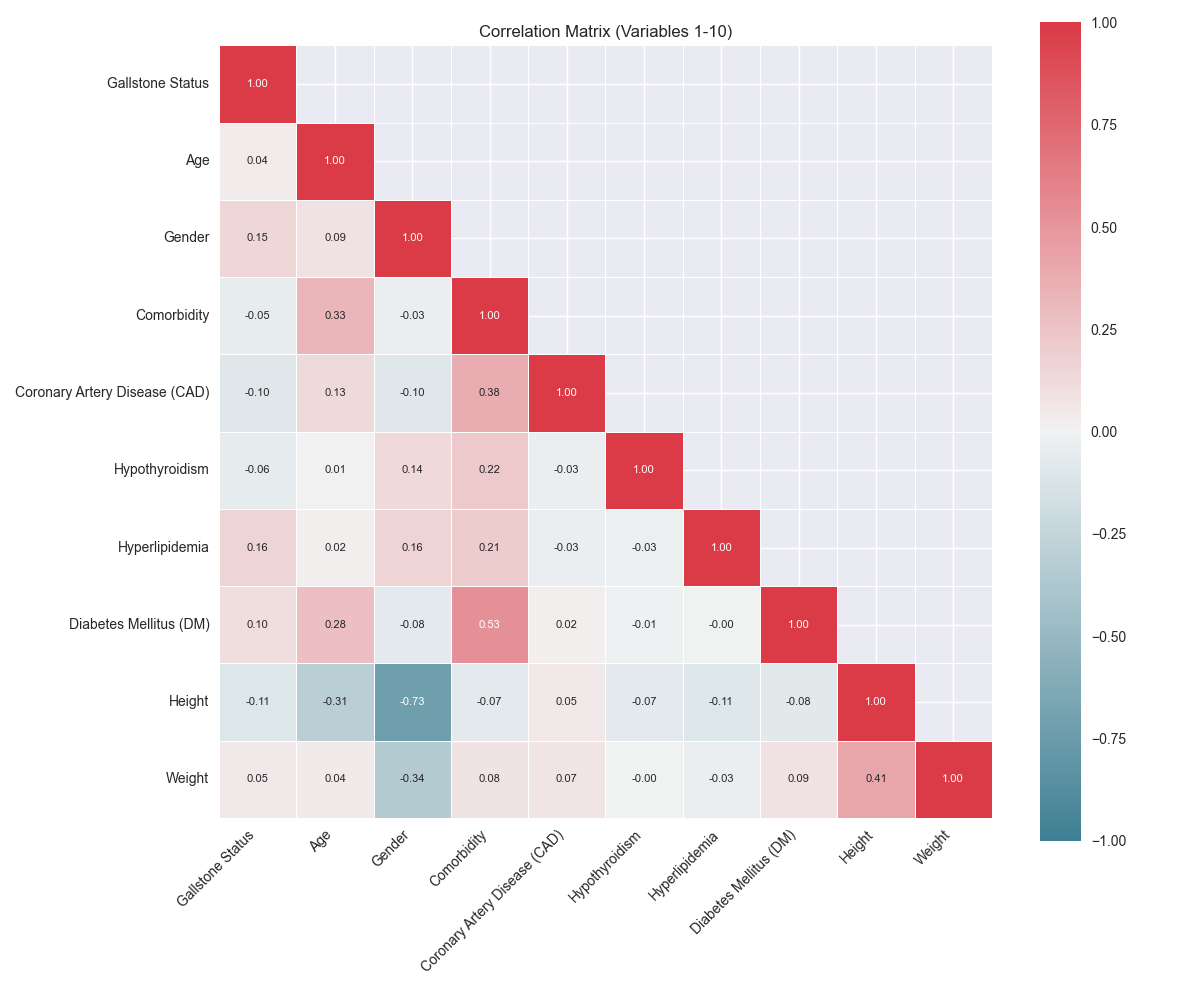 Correlation Matrix (Variables 1-10)
Gallstone Status 1.00
Age 0.04 1.00
Gender 0.15 0.09 1.00
Comorbidity -0.05 0.33 -0.03 1.00
Coronary Artery Disease (CAD) -0.10 0.13 -0.10 0.38 1.00
Hypothyroidism -0.06 0.01 0.14 0.22 -0.03 1.00
Hyperlipidemia 0.16 0.02 0.16 0.21 -0.03 -0.03 1.00
Diabetes Mellitus (DM) 0.10 0.28 -0.08 0.53 0.02 -0.01 -0.00 1.00
Height -0.11 -0.31 -0.73 -0.07 0.05 -0.07 -0.11 -0.08 1.00
Weight 0.05 0.04 -0.34 0.08 0.07 -0.00 -0.03 0.09 0.41 1.00
Gallstone Status
Age
Gender
Comorbidity
Coronary Artery Disease (CAD)
Hypothyroidism
Hyperlipidemia
Diabetes Mellitus (DM)
Height
Weight
1.00
0.75
0.50
0.25
0.00
−0.25
−0.50
−0.75
−1.00